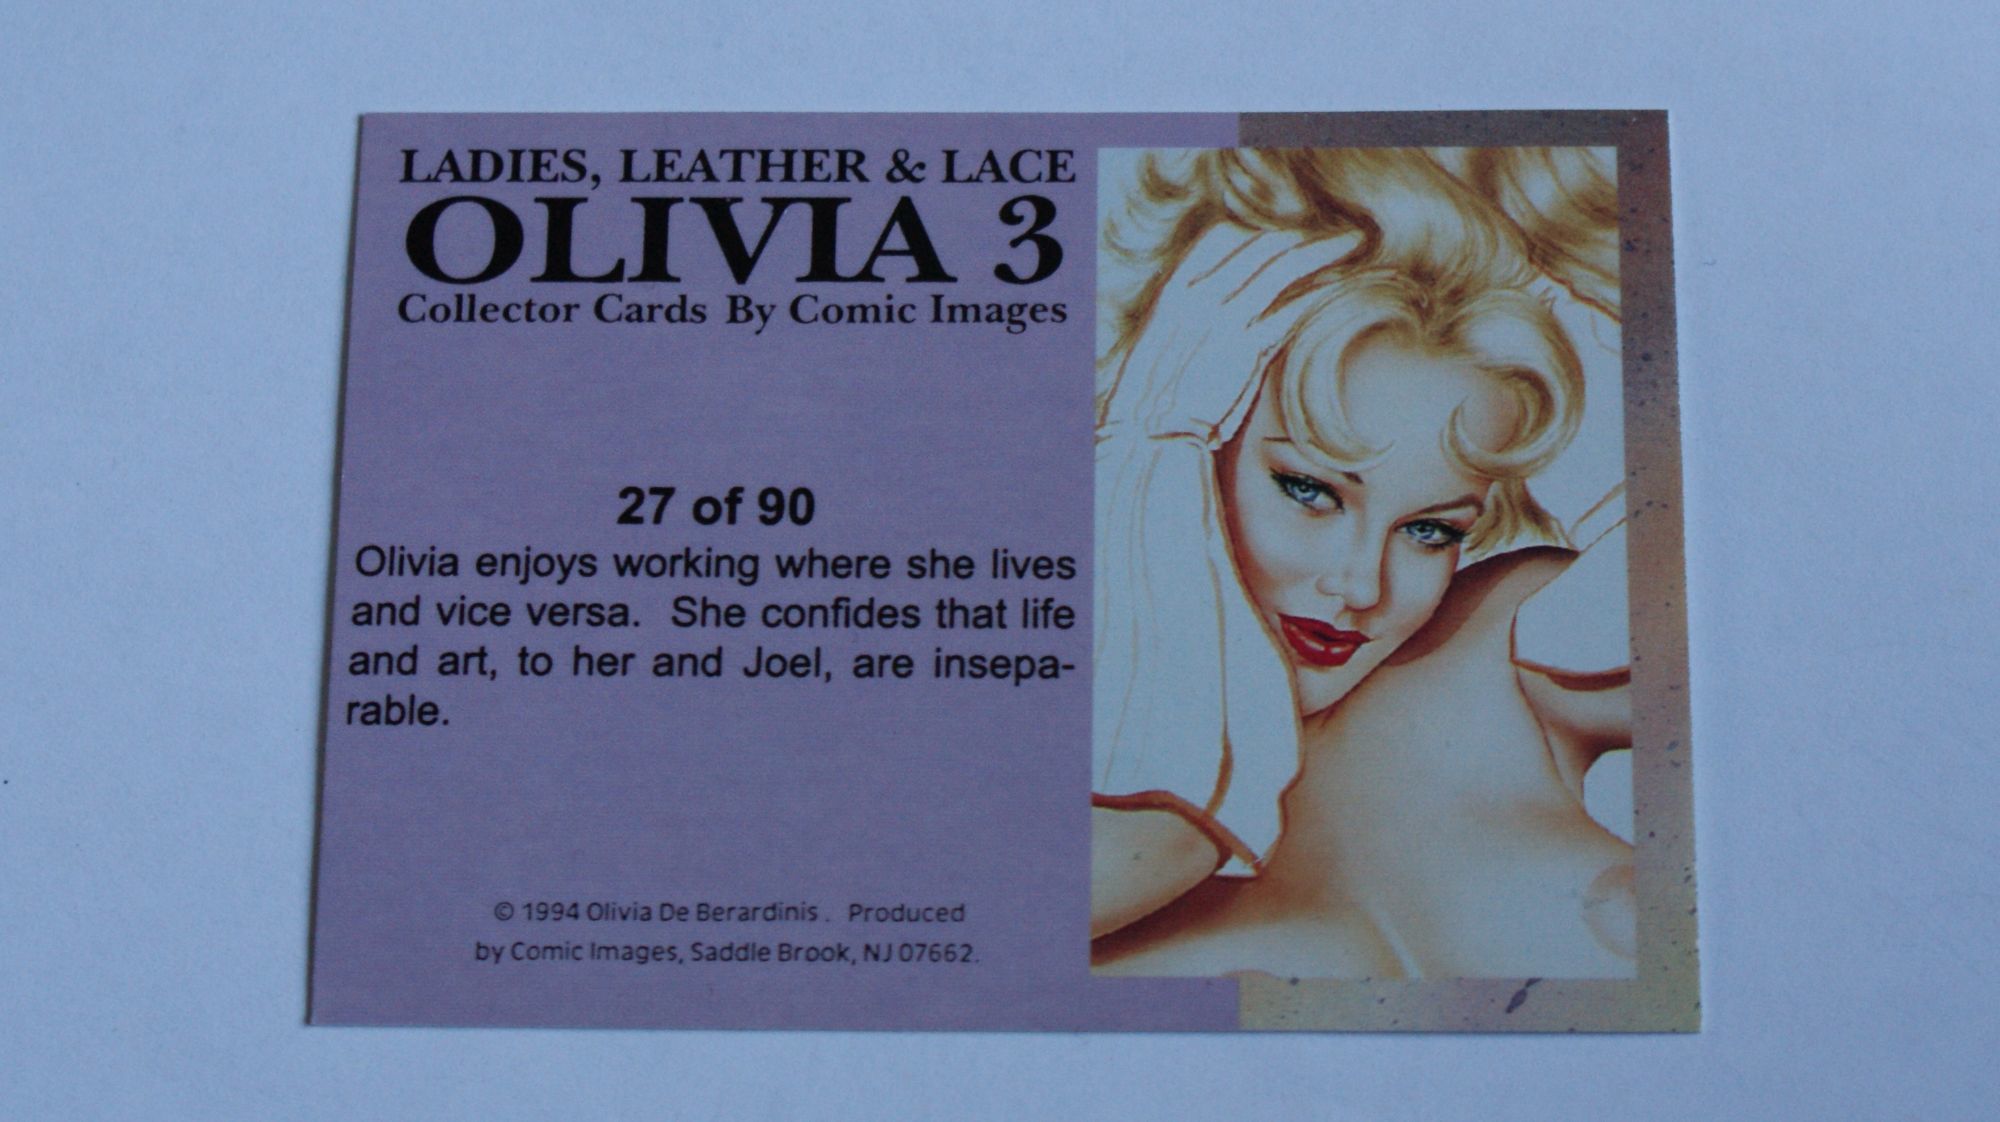 LADIES, LEATHER & LACE
OLIVIA 3
Collector Cards By Comic Images
27 of 90
Olivia enjoys working where she lives
and vice versa. She confides that life
and art, to her and Joel, are insepa-
rable.
© 1994 Olivia De Berardinis. Produced
by Comic Images, Saddle Brook, NJ 07662.